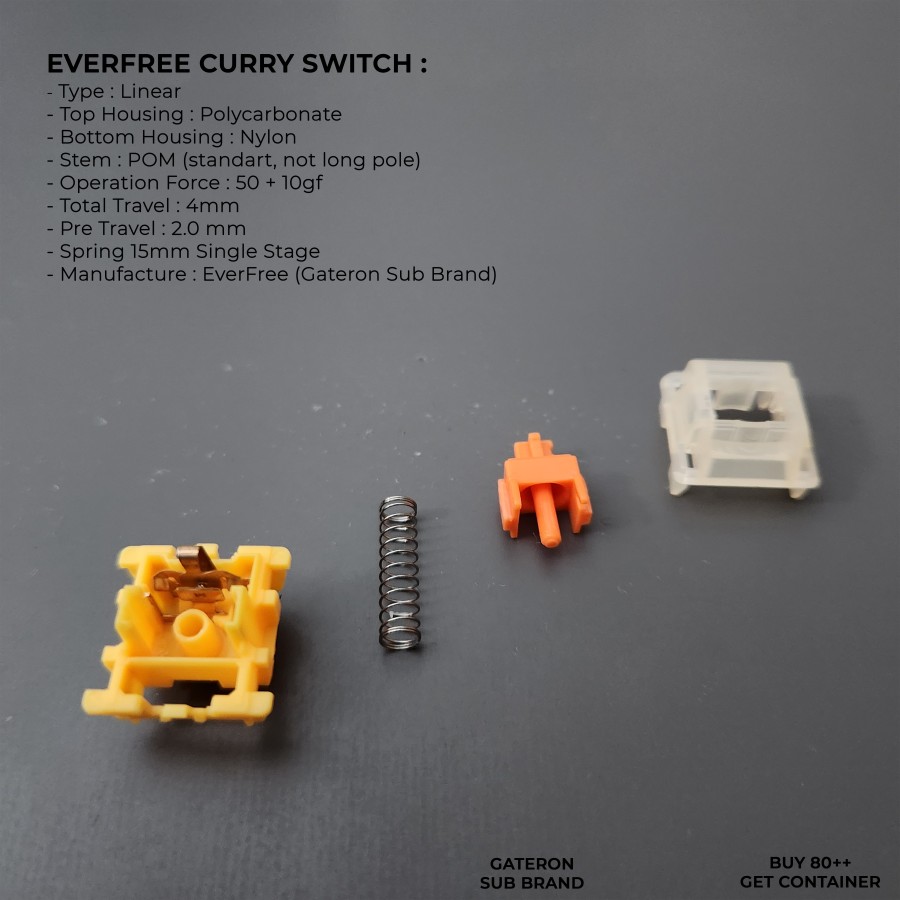 EVERFREE CURRY SWITCH :
- Type : Linear
- Top Housing : Polycarbonate
- Bottom Housing : Nylon
- Stem : POM (standart, not long pole)
- Operation Force : 50 + 10gf
- Total Travel : 4mm
- Pre Travel : 2.0 mm
- Spring 15mm Single Stage
- Manufacture : EverFree (Gateron Sub Brand)
GATERON
SUB BRAND
BUY 80++
GET CONTAINER